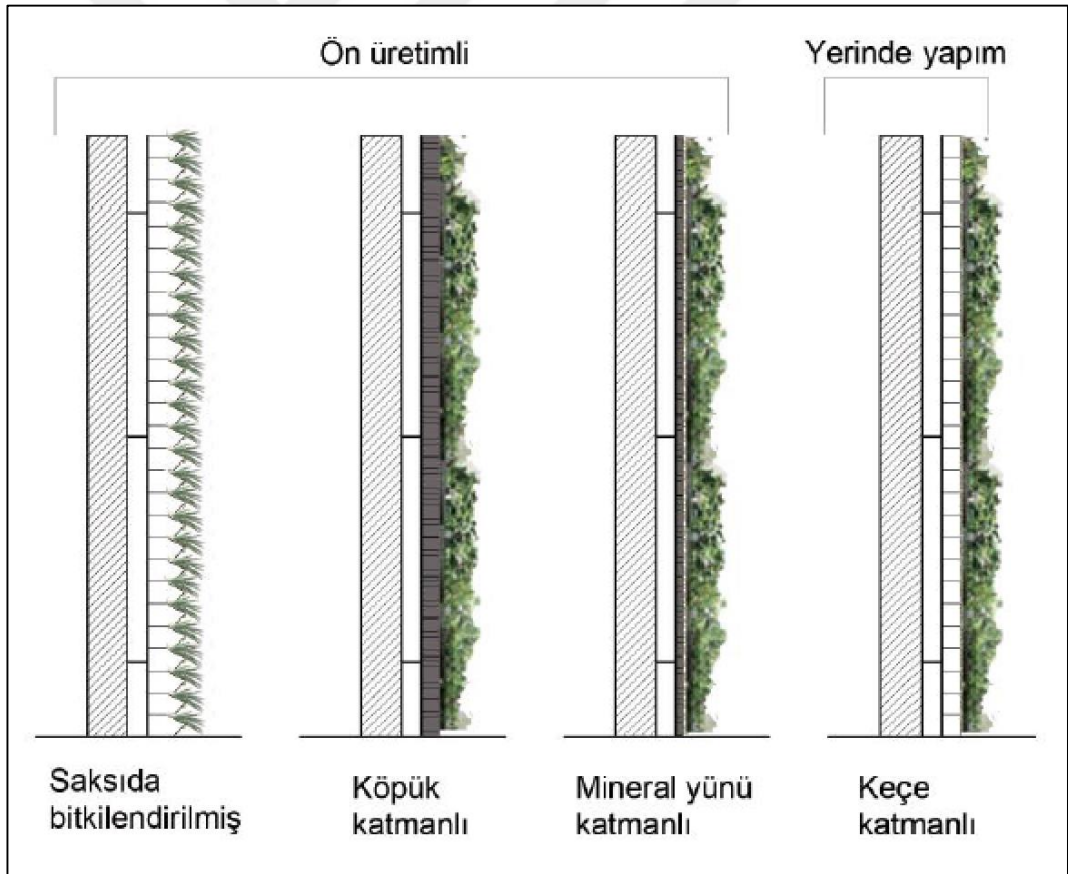 Ön üretimli
Yerinde yapım
Saksıda
bitkilendirilmiş
Köpük
katmanlı
Mineral yünü
katmanlı
Keçe
katmanlı